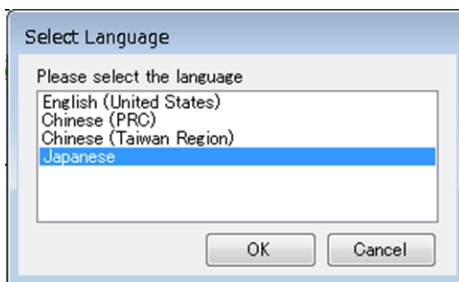 Select Language
Please select the language
English (United States)
Chinese (PRC)
Chinese (Taiwan Region)
Japanese
OK
Cancel